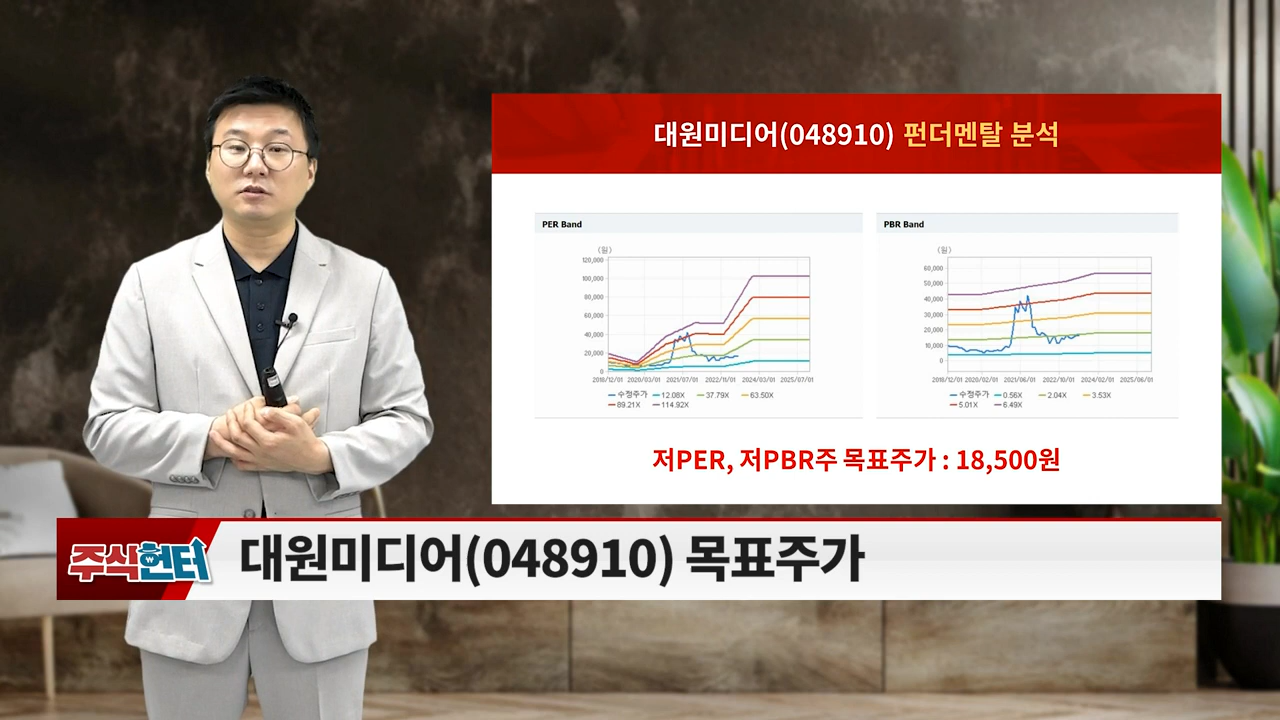 대원미디어(048910) 펀더멘탈 분석
PER Band
PBR Band
(원)
120,000
100,000
80,000
60,000
40,000
20,000
0
2018/12/01 2020/03/01 2021/07/01 2022/11/01 2024/03/01 2025/07/01
수정주가 12.08X 37.79X 63.50X
89.21X 114.92X
(원)
60,000
50,000
40,000
30,000
20,000
10,000
0
2018/12/01 2020/02/01 2021/06/01 2022/10/01 2024/02/01 2025/06/01
수정주가 0.56X 2.04X 3.53X
5.01X 6.49X
저PER, 저PBR주 목표주가 : 18,500원
주식헌터 대원미디어(048910) 목표주가